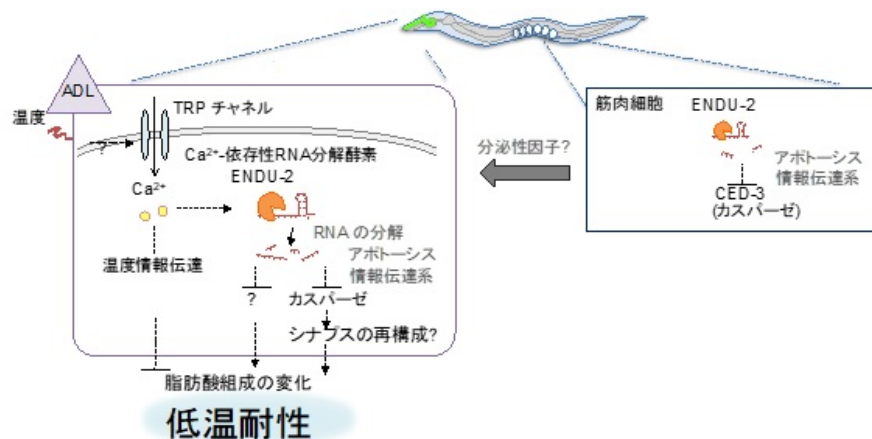 ADL
温度
TRP チャネル
?
Ca²⁺-依存性RNA分解酵素
ENDU-2
Ca²⁺
RNA の分解
アポトーシス
情報伝達系
温度情報伝達
?
カスパーゼ
シナプスの再構成?
脂肪酸組成の変化
低温耐性
分泌性因子?
筋肉細胞
ENDU-2
アポトーシス
情報伝達系
CED-3
(カスパーゼ)